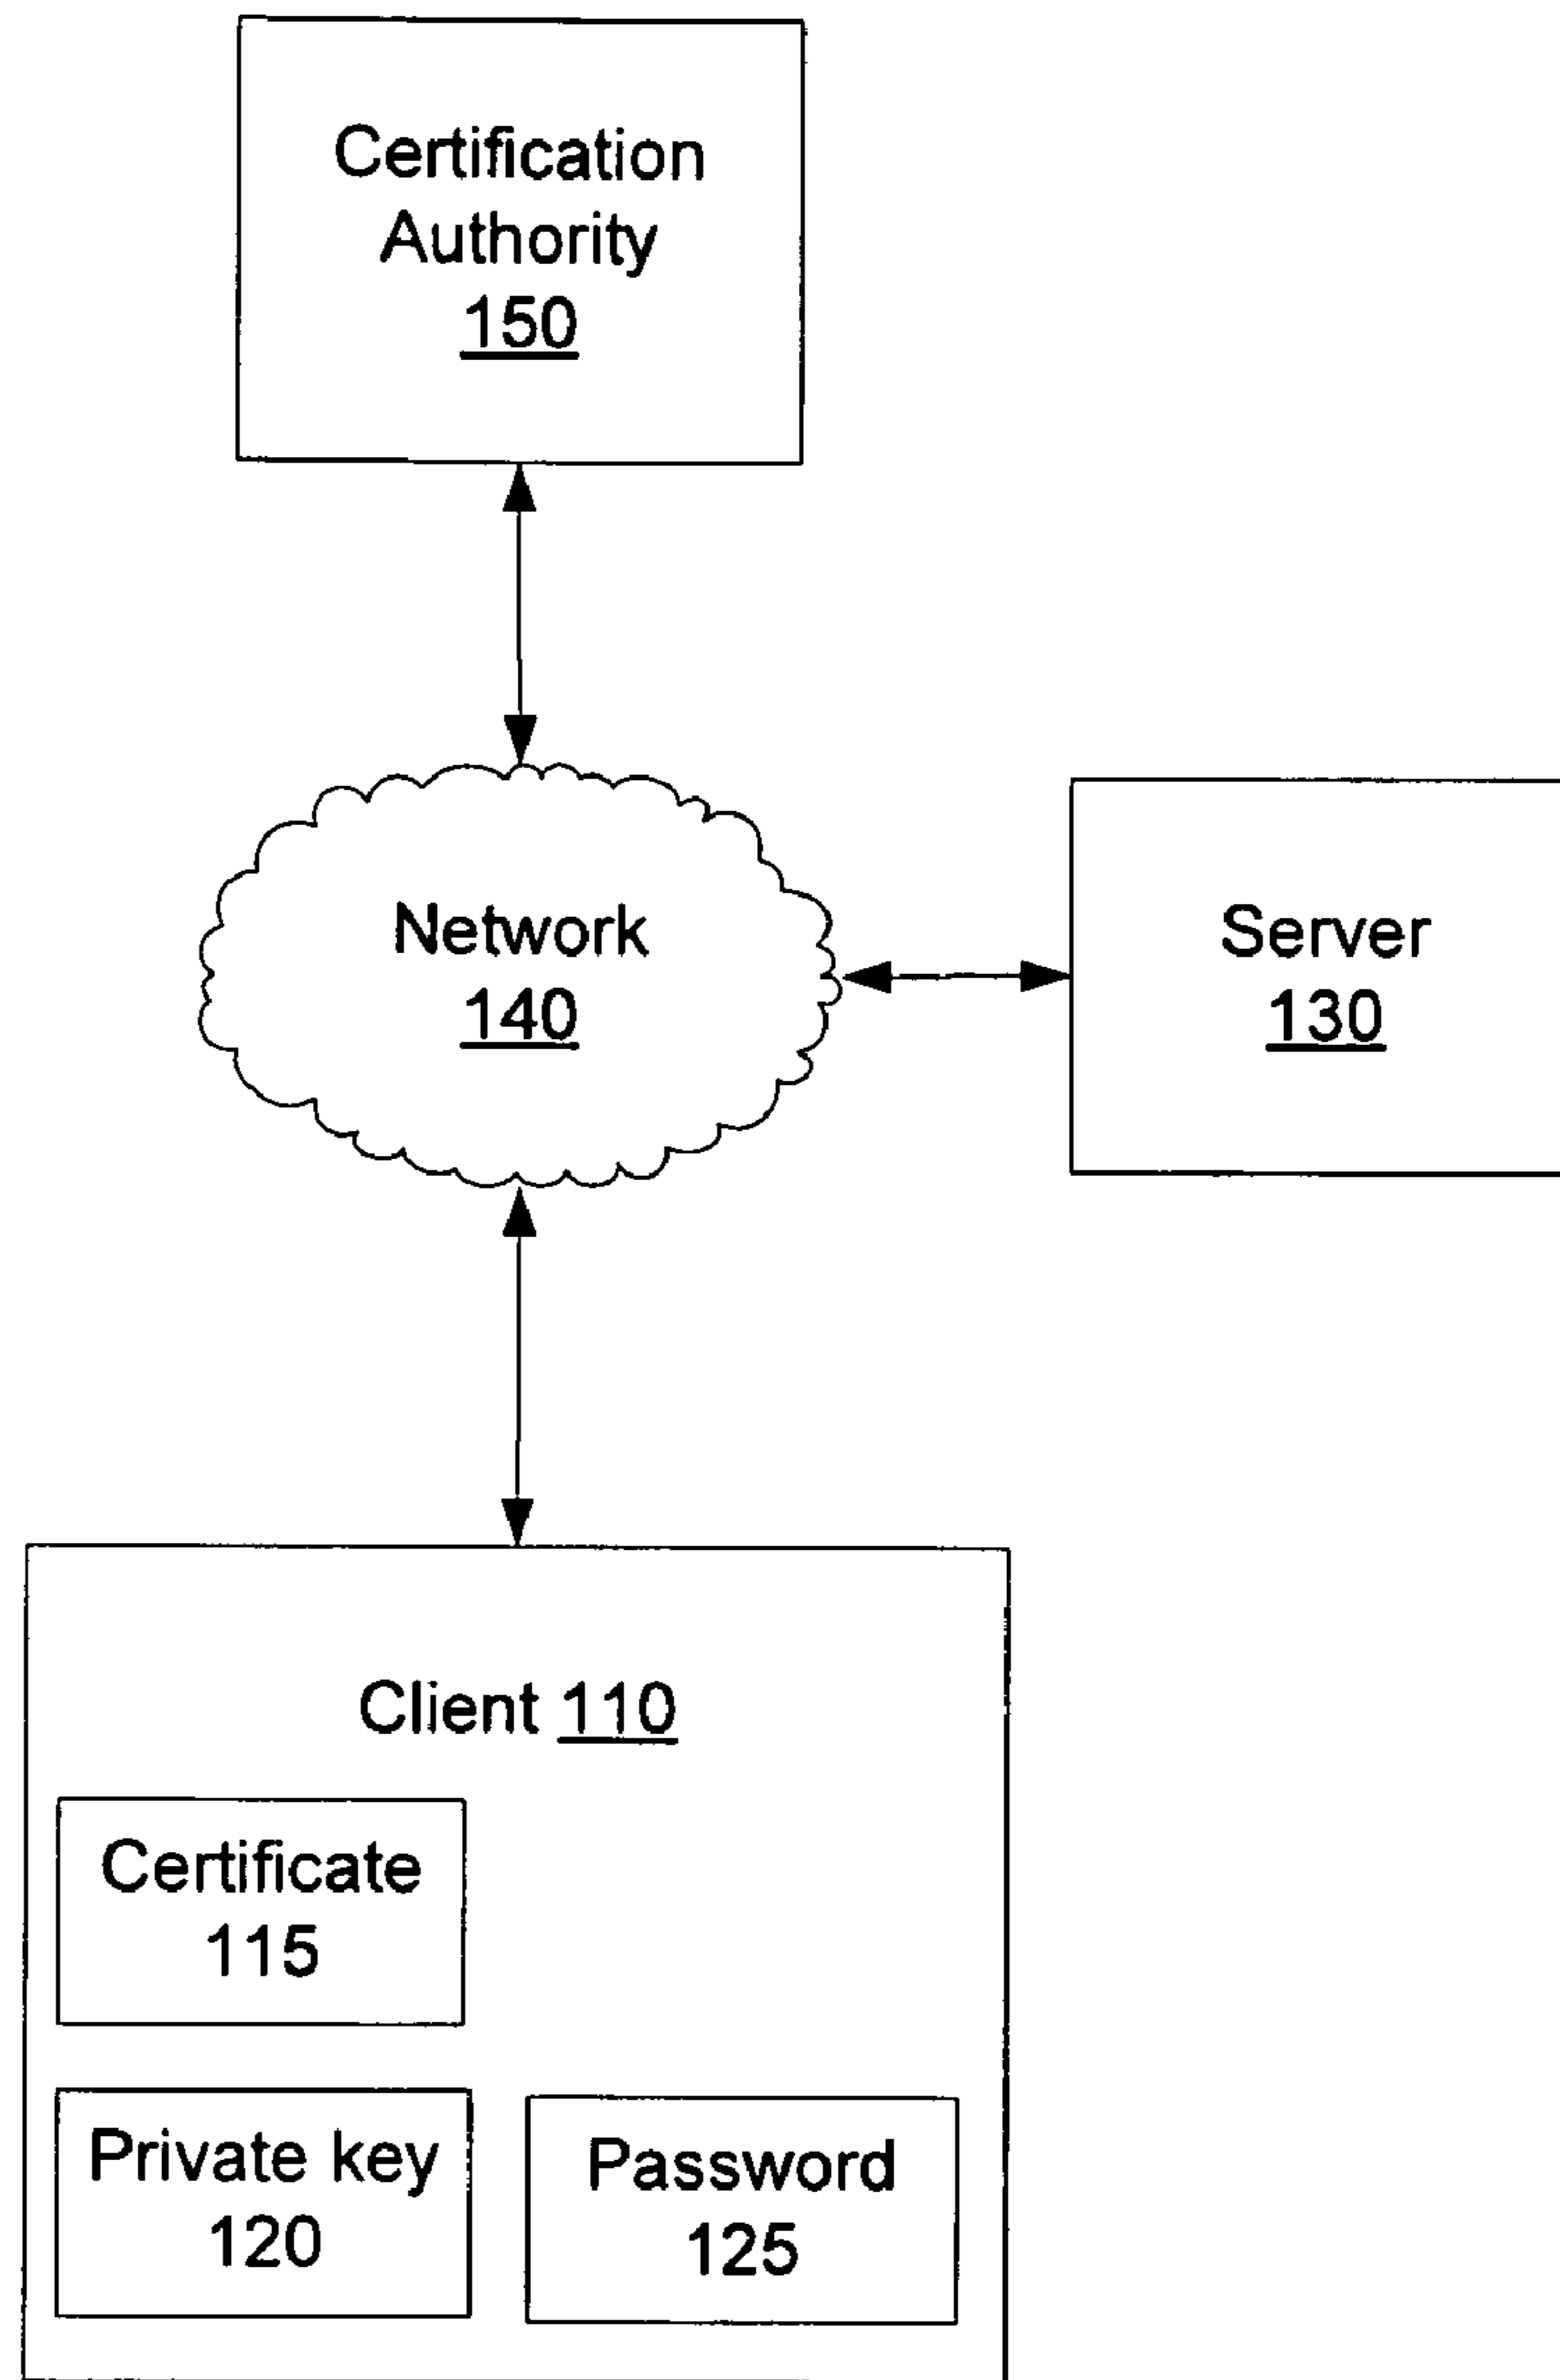 Certification
Authority
150
Network
140
Server
130
Client 110
Certificate
115
Private key
120
Password
125